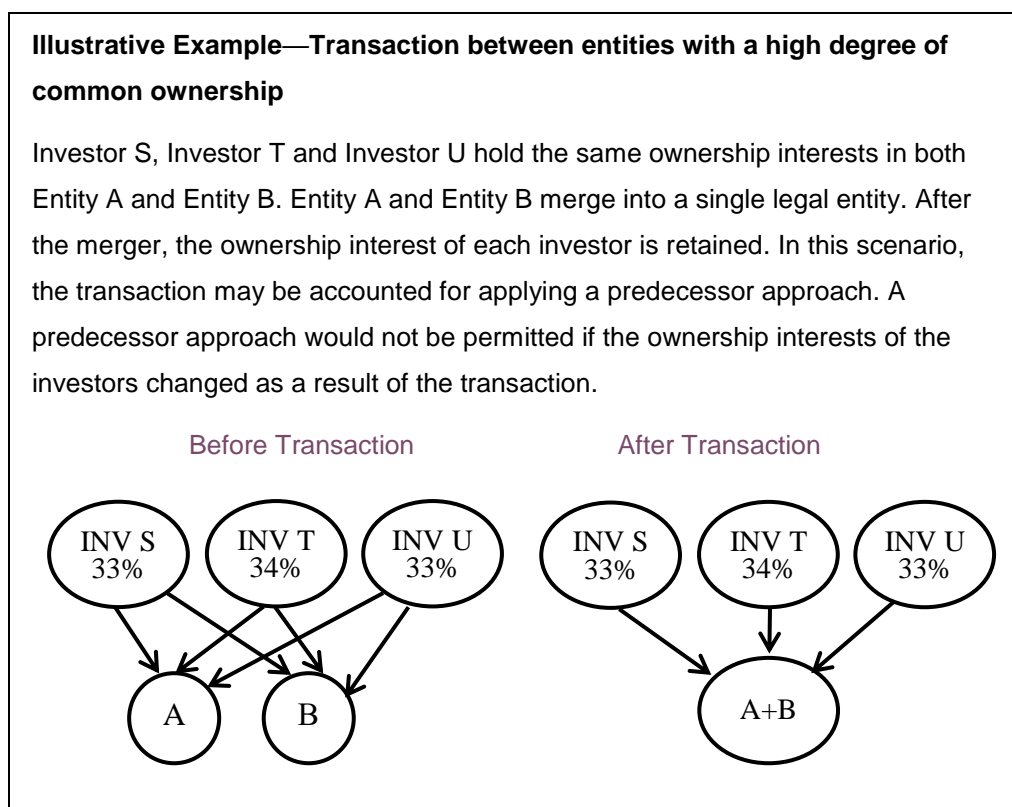 Illustrative Example—Transaction between entities with a high degree of
common ownership
Investor S, Investor T and Investor U hold the same ownership interests in both
Entity A and Entity B. Entity A and Entity B merge into a single legal entity. After
the merger, the ownership interest of each investor is retained. In this scenario,
the transaction may be accounted for applying a predecessor approach. A
predecessor approach would not be permitted if the ownership interests of the
investors changed as a result of the transaction.
Before Transaction
INV S
33%
INV T
34%
INV U
33%
A
B
After Transaction
INV S
33%
INV T
34%
INV U
33%
A+B